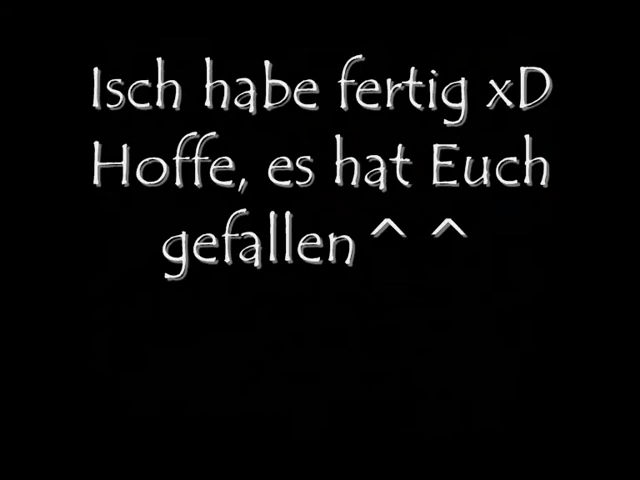 Isch habe fertig xD
Hoffe, es hat Euch
gefallen ^ ^